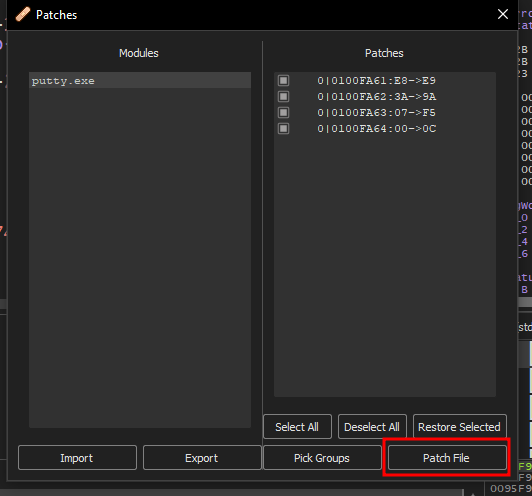 Patches
Modules
Patches
putty.exe
0|0100FA61:E8->E9
0|0100FA62:3A->9A
0|0100FA63:07->F5
0|0100FA64:00->0C
Select All
Deselect All
Restore Selected
Import
Export
Pick Groups
Patch File
0095F9